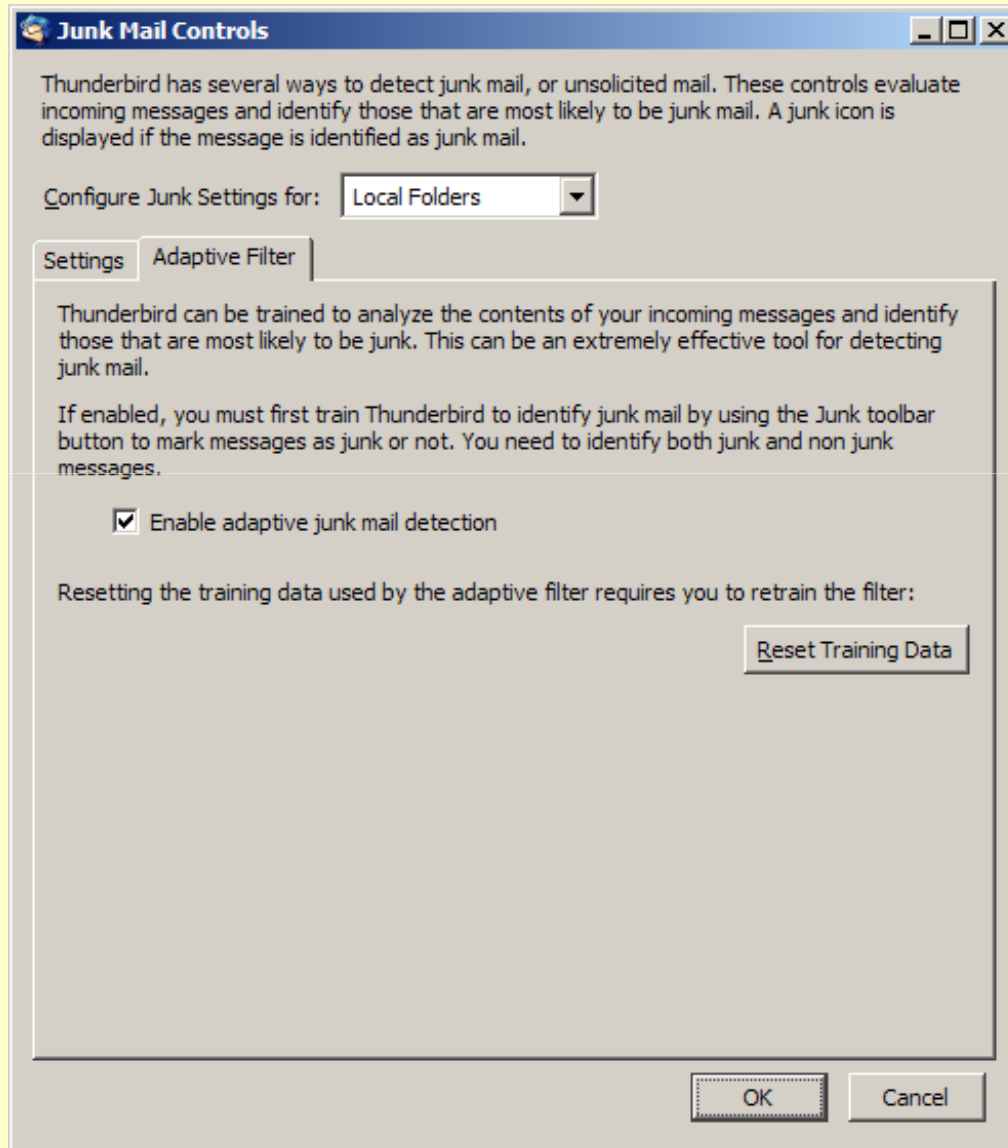 Junk Mail Controls
Thunderbird has several ways to detect junk mail, or unsolicited mail. These controls evaluate
incoming messages and identify those that are most likely to be junk mail. A junk icon is
displayed if the message is identified as junk mail.
Configure Junk Settings for: Local Folders
Settings Adaptive Filter
Thunderbird can be trained to analyze the contents of your incoming messages and identify
those that are most likely to be junk. This can be an extremely effective tool for detecting
junk mail.
If enabled, you must first train Thunderbird to identify junk mail by using the Junk toolbar
button to mark messages as junk or not. You need to identify both junk and non junk
messages.
Enable adaptive junk mail detection
Resetting the training data used by the adaptive filter requires you to retrain the filter:
Reset Training Data
OK Cancel